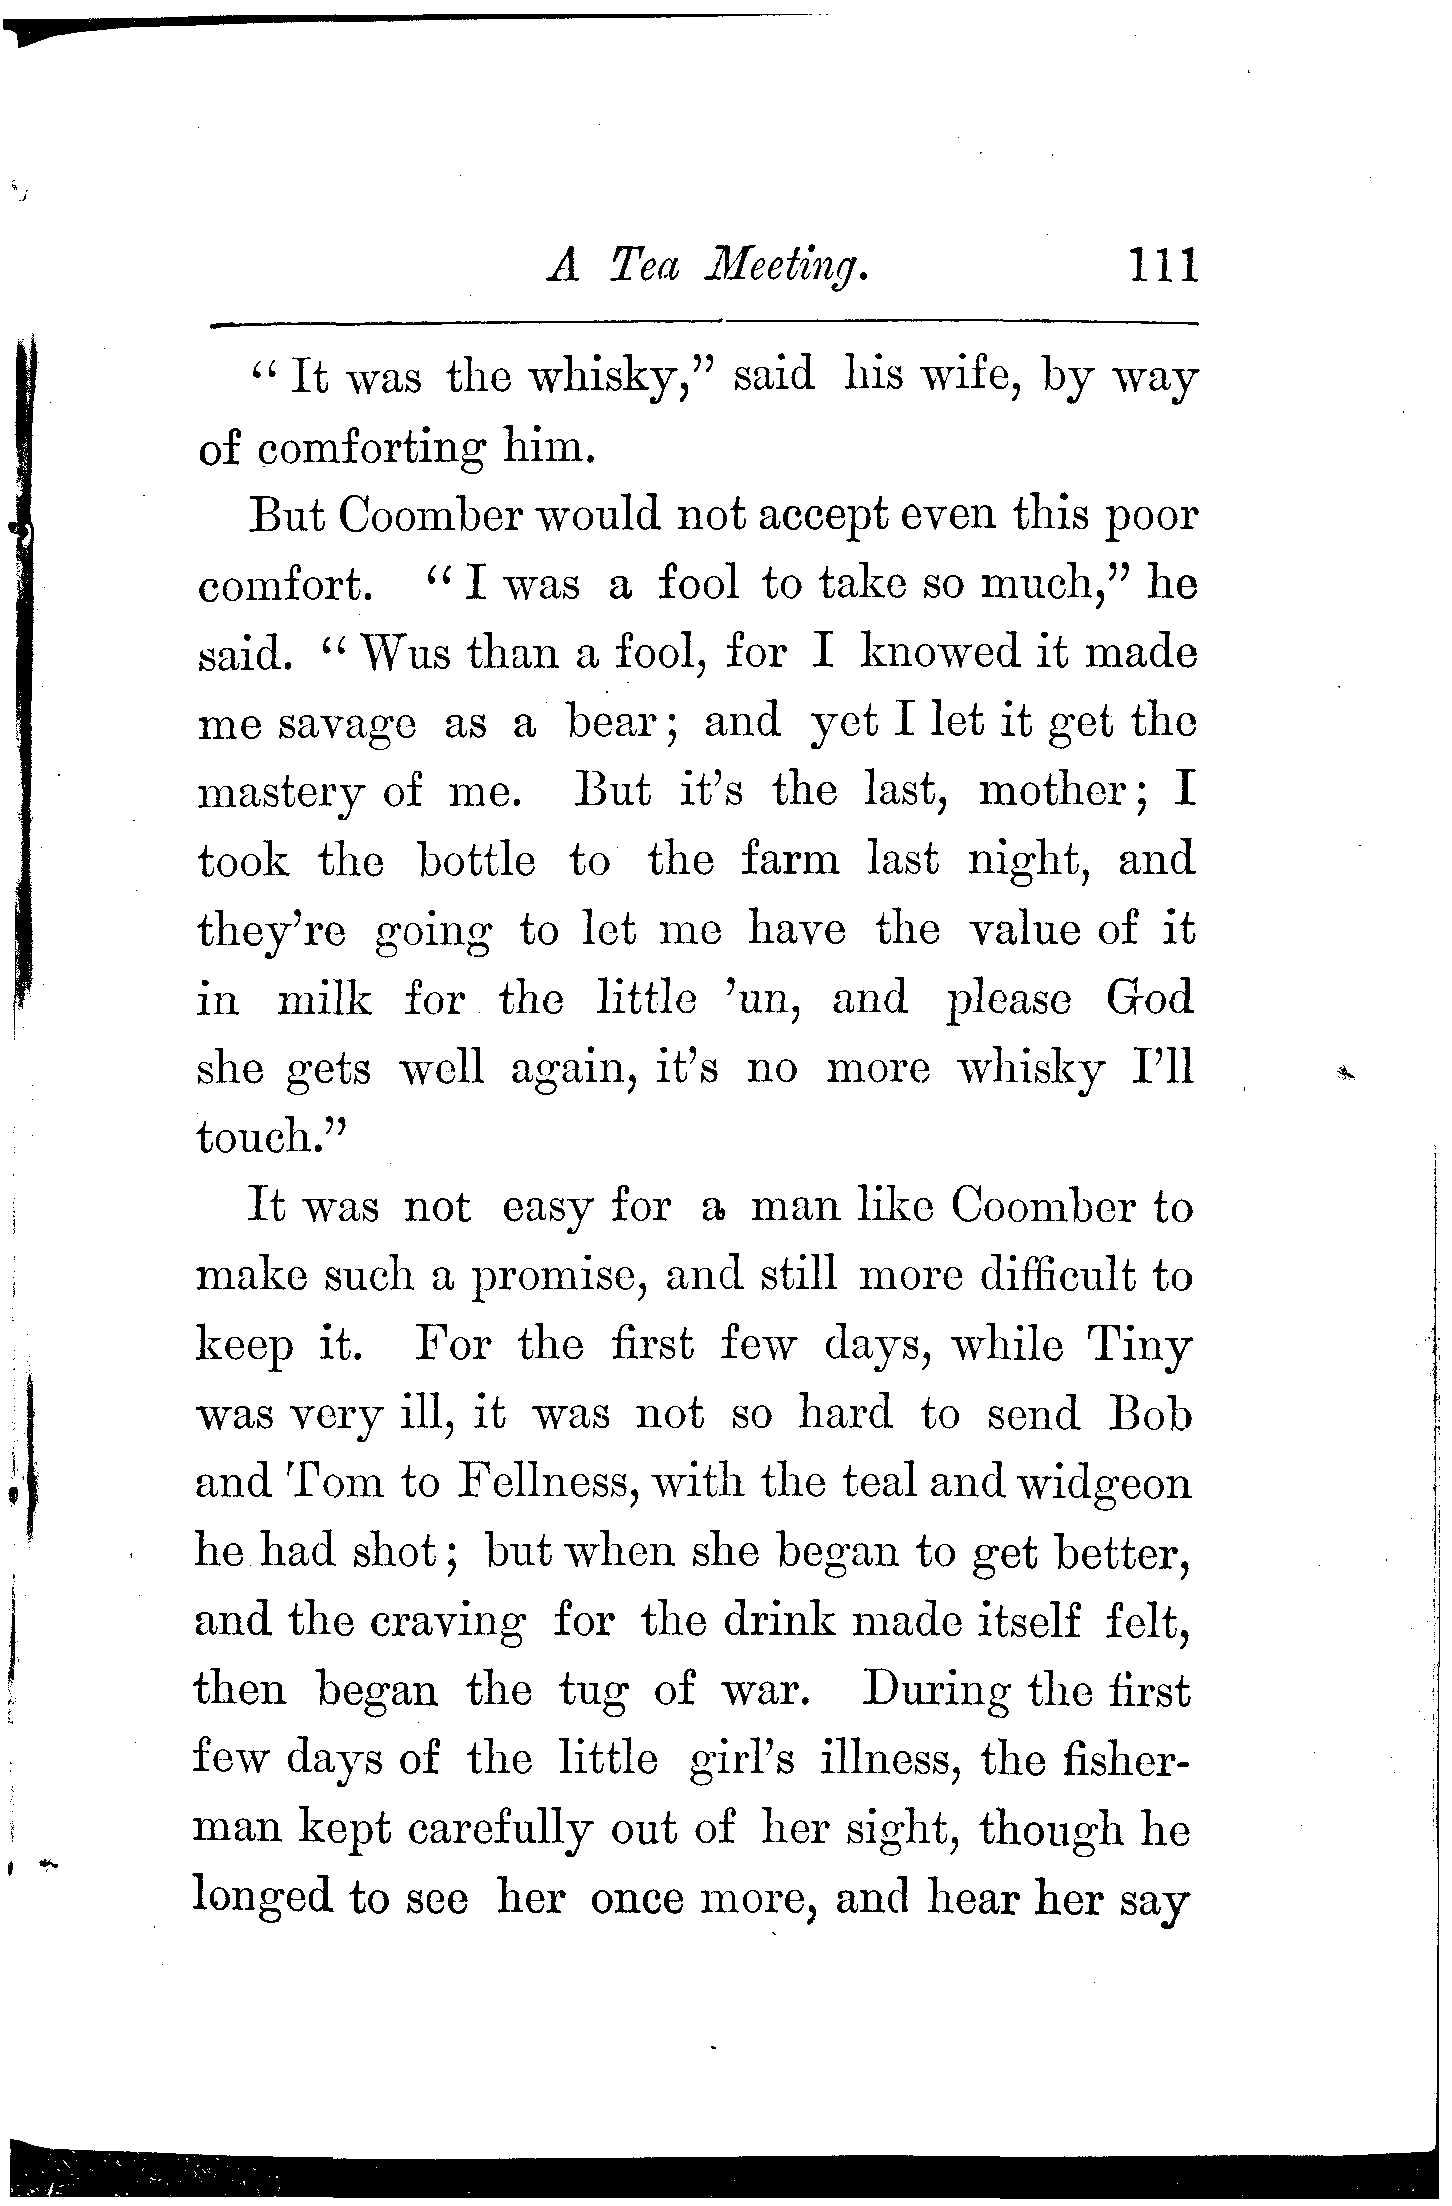 A Tea Meeting. 111
“ It was the whisky,” said his wife, by way
of comforting him.
But Coomber would not accept even this poor
comfort. “ I was a fool to take so much,” he
said. “ Wus than a fool, for I knowed it made
me savage as a bear; and yet I let it get the
mastery of me. But it’s the last, mother; I
took the bottle to the farm last night, and
they’re going to let me have the value of it
in milk for the little ’un, and please God
she gets well again, it’s no more whisky I’ll
touch.”
It was not easy for a man like Coomber to
make such a promise, and still more difficult to
keep it. For the first few days, while Tiny
was very ill, it was not so hard to send Bob
and Tom to Fellness, with the teal and widgeon
he had shot; but when she began to get better,
and the craving for the drink made itself felt,
then began the tug of war. During the first
few days of the little girl’s illness, the fisher-
man kept carefully out of her sight, though he
longed to see her once more, and hear her say